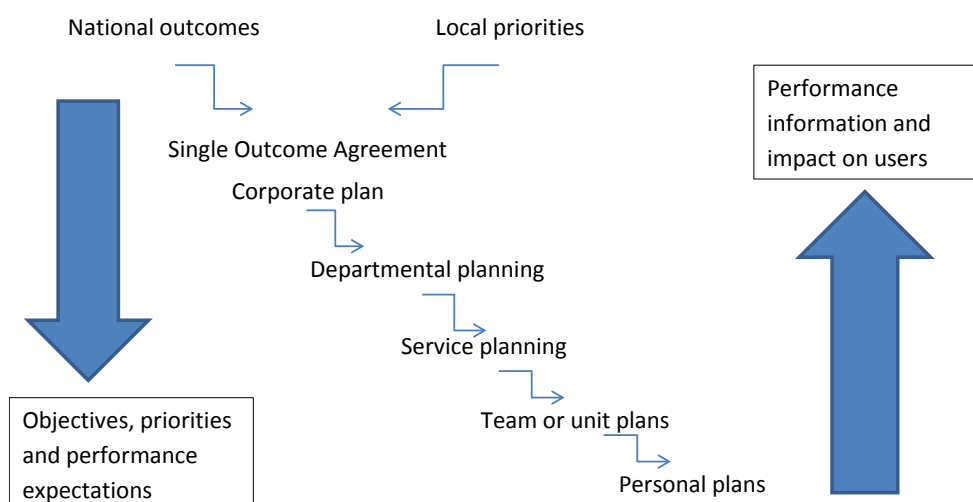 National outcomes
Local priorities
Performance
information and
impact on users
Single Outcome Agreement
Corporate plan
Departmental planning
Service planning
Objectives, priorities
and performance
expectations
Team or unit plans
Personal plans